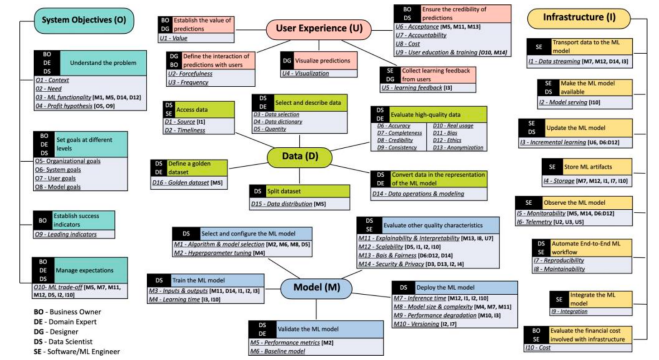 System Objectives (O)
BO
DE
DS
Understand the problem
O1 - Context
O2 - Need
O3 - ML functionality [M1, M5, D14, D12]
O4 - Profit hypothesis [D5, O9]
BO
DE
Set goals at different
levels
O5- Organizational goals
O6- System goals
O7 - User goals
O8 - Model goals
BO
Establish success
indicators
O9 - Leading indicators
BO
DE
DS
Manage expectations
O10- ML trade-off [M5, M7, M11,
M12, D5, I2, I10]
BO - Business Owner
DE - Domain Expert
DG - Designer
DS - Data Scientist
SE - Software/ML Engineer
User Experience (U)
BO
DG
Establish the value of
predictions
U1 - Value
BO
DS
Ensure the credibility of
predictions
U6 - Acceptance [M5, M11, M13]
U7 - Accountability
U8 - Cost
U9 - User education & training [O10, M14]
DG
BO
Define the interaction of
predictions with users
U2- Forcefulness
U3 - Frequency
DG
Visualize predictions
U4 - Visualization
SE
DG
Collect learning feedback
from users
U5 - learning feedback [I3]
Data (D)
DS
SE
Access data
D1 - Source [I1]
D2 - Timeliness
DS
DE
Select and describe data
D3 - Data selection
D4 - Data dictionary
D5 - Quantity
DS
DE
Evaluate high-quality data
D6 - Accuracy
D7 - Completeness
D8 - Credibility
D9 - Consistency
D10 - Real usage
D11 - Bias
D12 - Ethics
D13 - Anonymization
DS
DE
Define a golden
dataset
D16 - Golden dataset [M5]
DS
Split dataset
D15 - Data distribution [M5]
DS
Convert data in the representation
of the ML model
D14 - Data operations & modeling
Model (M)
DS
Select and configure the ML model
M1 - Algorithm & model selection [M2, M6, M8, D5]
M2 - Hyperparameter tuning [M4]
DS
SE
Evaluate other quality characteristics
M11 - Explainability & Interpretability [M13, I8, U7]
M12 - Scalability [D5, I1, I2, I10]
M13 - Bais & Fairness [D6:D12, D14]
M14 - Security & Privacy [D3, D13, I2, I4]
DS
Train the ML model
M3 - Inputs & outputs [M11, D14, I1, I2, I3]
M4 - Learning time [I3, I10]
DS
SE
Deploy the ML model
M7 - Inference time [M12, I1, I2, I10]
M8 - Model size & complexity [M4, M7, M11]
M9 - Performance degradation [M10, I3]
M10 - Versioning [I2, I7]
DS
DE
Validate the ML model
M5 - Performance metrics [M2]
M6 - Baseline model
Infrastructure (I)
SE
DE
Transport data to the
ML model
I1 - Data streaming [M7, M12, D14, I3]
SE
Make the ML model
available
I2 - Model serving [I10]
SE
Update the ML model
I3 - Incremental learning [U6, D6:D12]
SE
Store ML artifacts
I4 - Storage [M7, M12, I1, I7, I10]
SE
Observe the ML model
I5 - Monitorability [M5, M14, D6:D12]
I6- Telemetry [U2, U3, U5]
SE
DS
Automate End-to-End ML
workflow
I7 - Reproducibility
I8 - Maintainability
SE
Integrate the ML
model
I9 - Integration
BO
SE
Evaluate the financial cost
involved with infrastructure
I10 - Cost